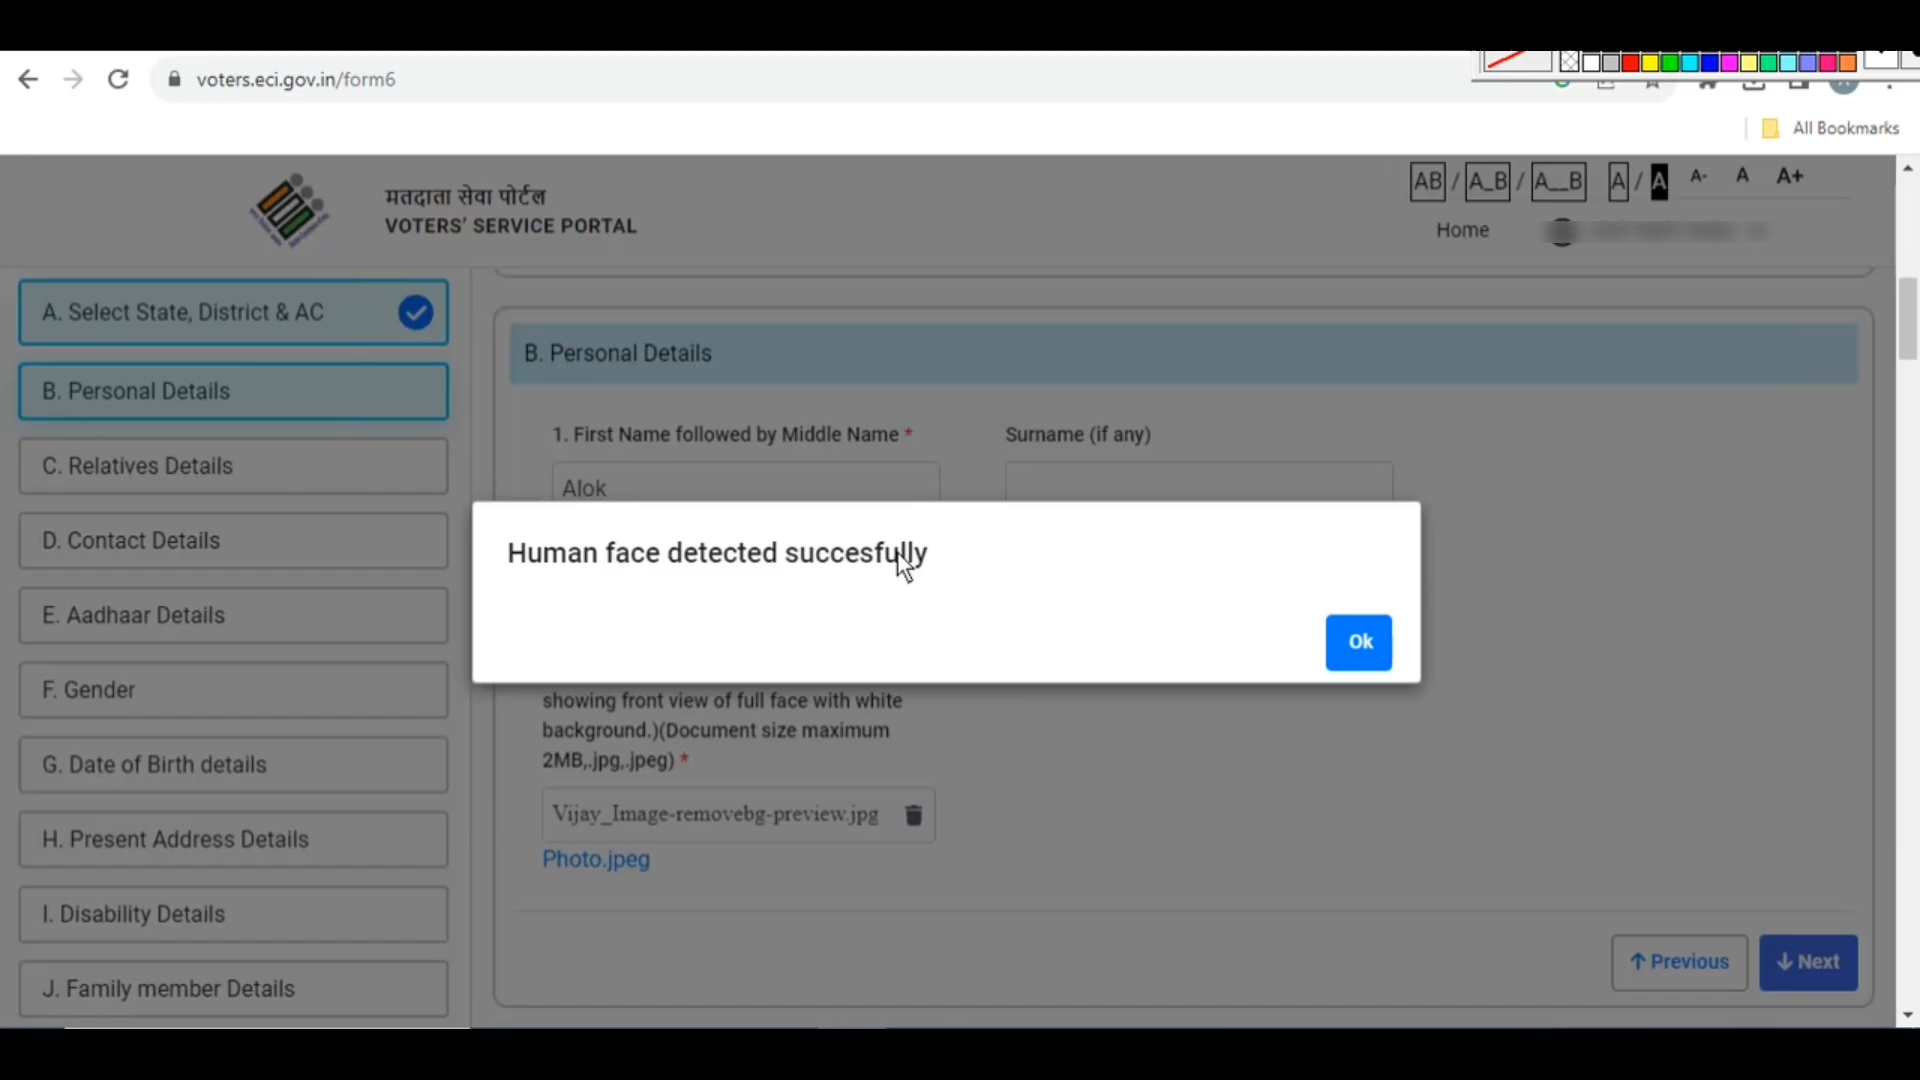 voters.eci.gov.in/form6
All Bookmarks
मतदाता सेवा पोर्टल
VOTERS' SERVICE PORTAL
AB / A_B / A__B A / A A- A A+
Home
A. Select State, District & AC
B. Personal Details
C. Relatives Details
D. Contact Details
E. Aadhaar Details
F. Gender
G. Date of Birth details
H. Present Address Details
I. Disability Details
J. Family member Details
B. Personal Details
1. First Name followed by Middle Name *
Surname (if any)
Alok
Human face detected succesfully
Ok
showing front view of full face with white
background.)(Document size maximum
2MB,.jpg,.jpeg) *
Vijay_Image-removebg-preview.jpg
Photo.jpeg
Previous
Next